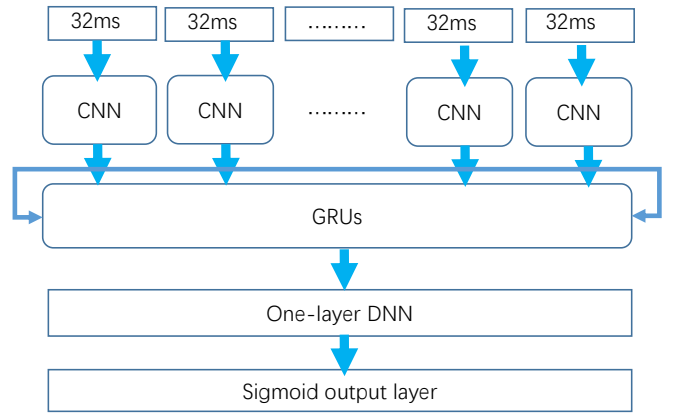 32ms 32ms ……… 32ms 32ms
CNN CNN ……… CNN CNN
GRUs
One-layer DNN
Sigmoid output layer